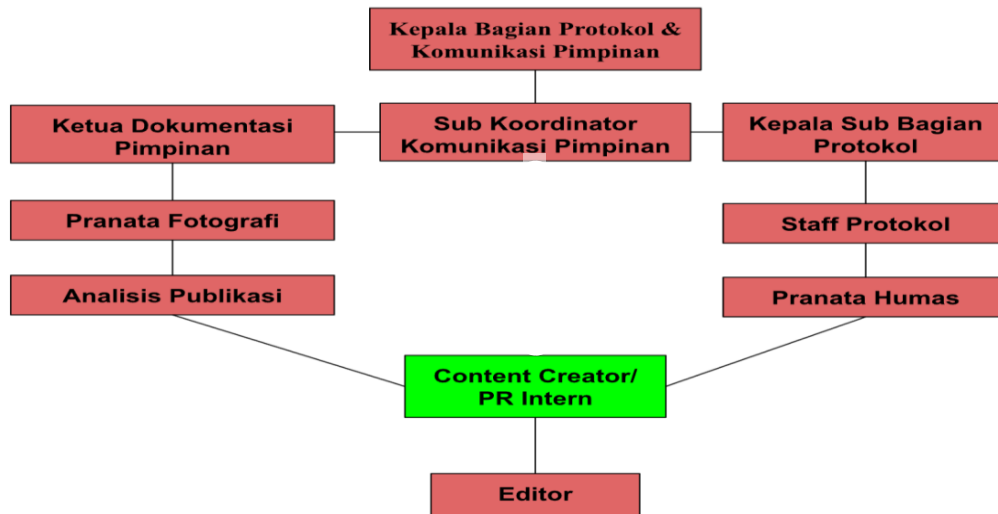 Kepala Bagian Protokol &
Komunikasi Pimpinan
Ketua Dokumentasi
Pimpinan
Sub Koordinator
Komunikasi Pimpinan
Kepala Sub Bagian
Protokol
Pranata Fotografi
Staff Protokol
Analisis Publikasi
Pranata Humas
Content Creator/
PR Intern
Editor